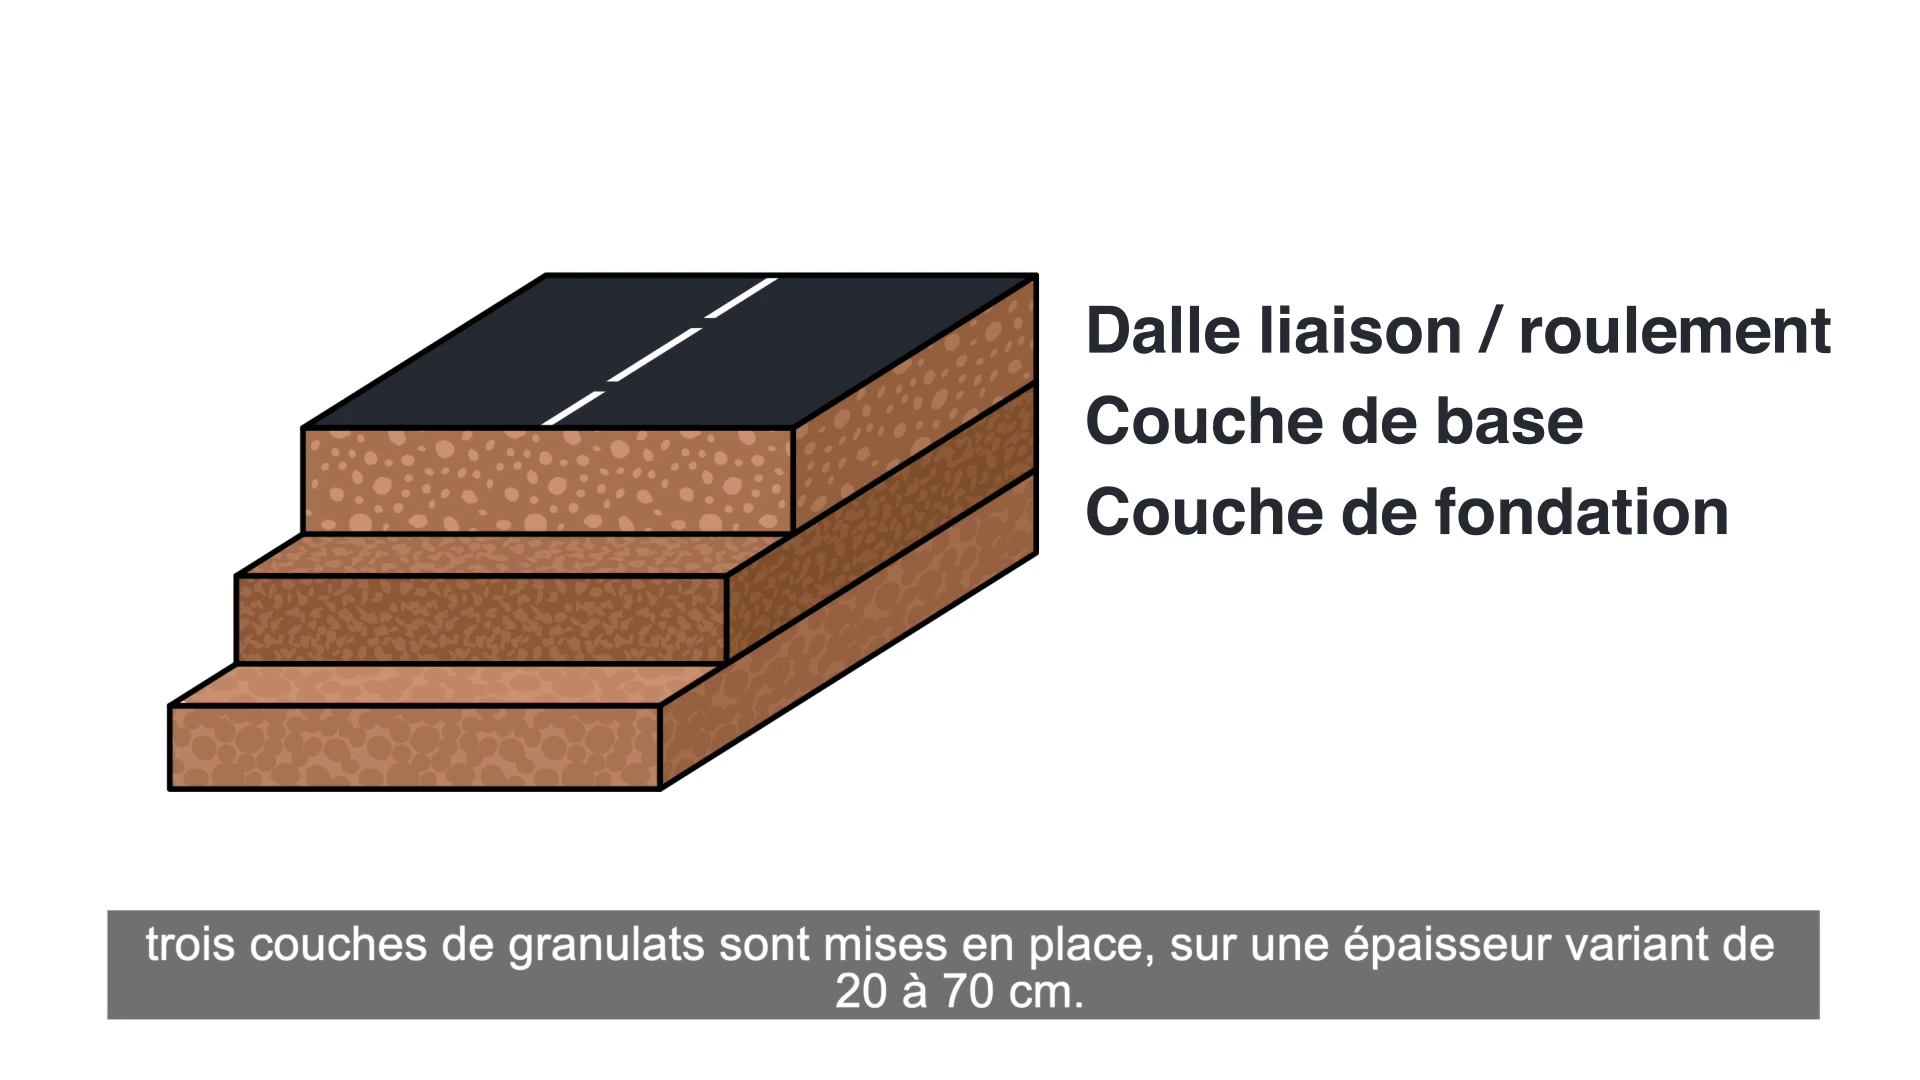 Dalle liaison / roulement
Couche de base
Couche de fondation
trois couches de granulats sont mises en place, sur une épaisseur variant de
20 à 70 cm.